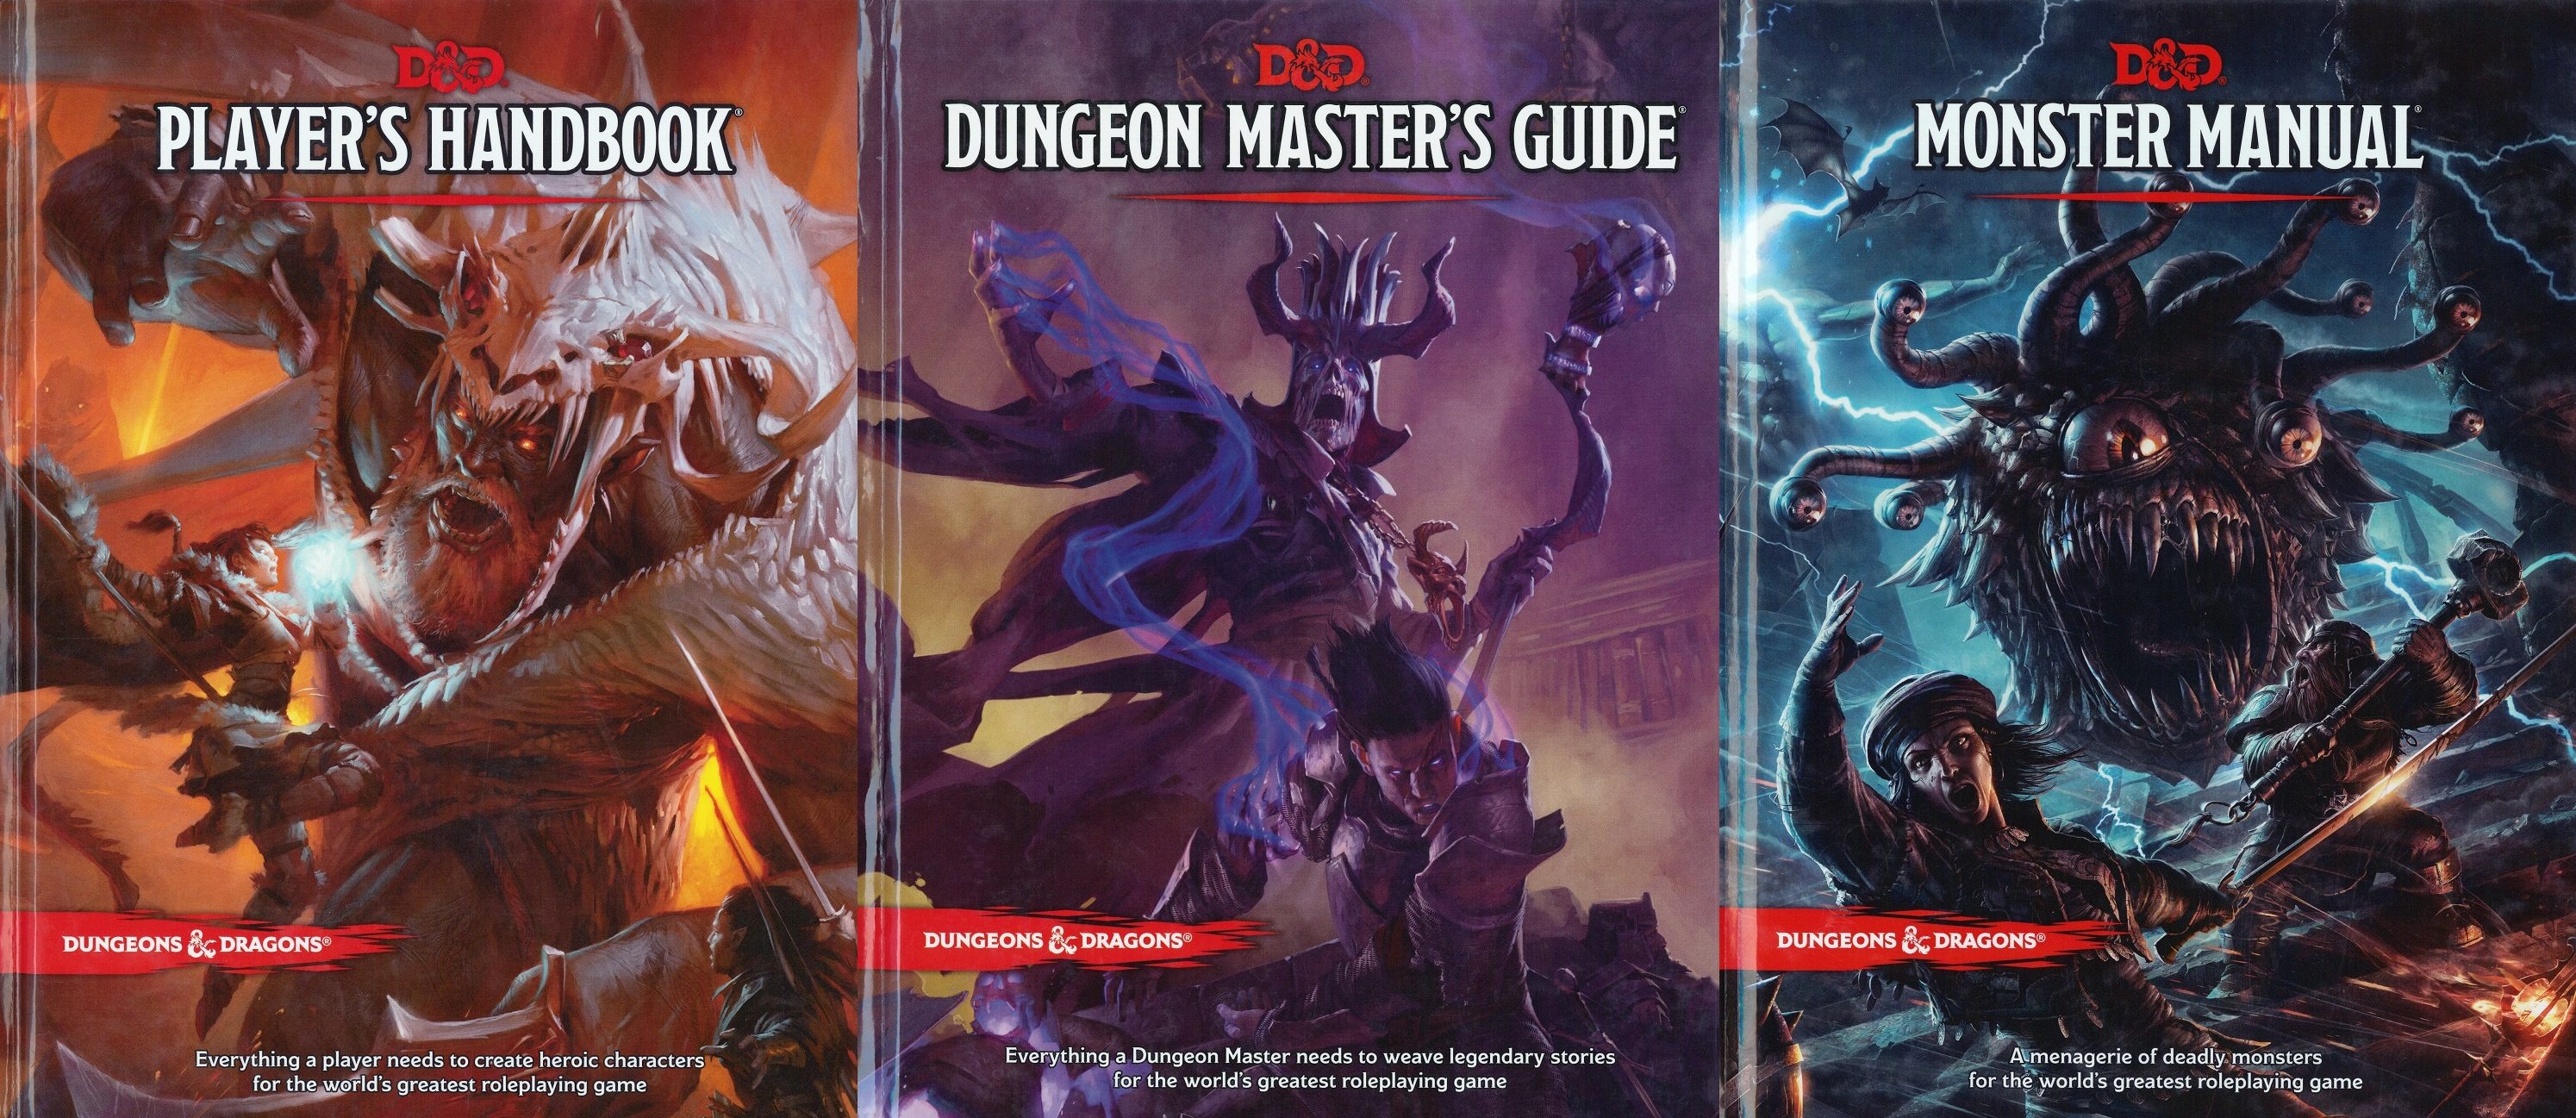 D&D®
PLAYER'S HANDBOOK®
DUNGEONS & DRAGONS®
Everything a player needs to create heroic characters
for the world's greatest roleplaying game
D&D®
DUNGEON MASTER'S GUIDE®
DUNGEONS & DRAGONS®
Everything a Dungeon Master needs to weave legendary stories
for the world's greatest roleplaying game
D&D®
MONSTER MANUAL®
DUNGEONS & DRAGONS®
A menagerie of deadly monsters
for the world's greatest roleplaying game